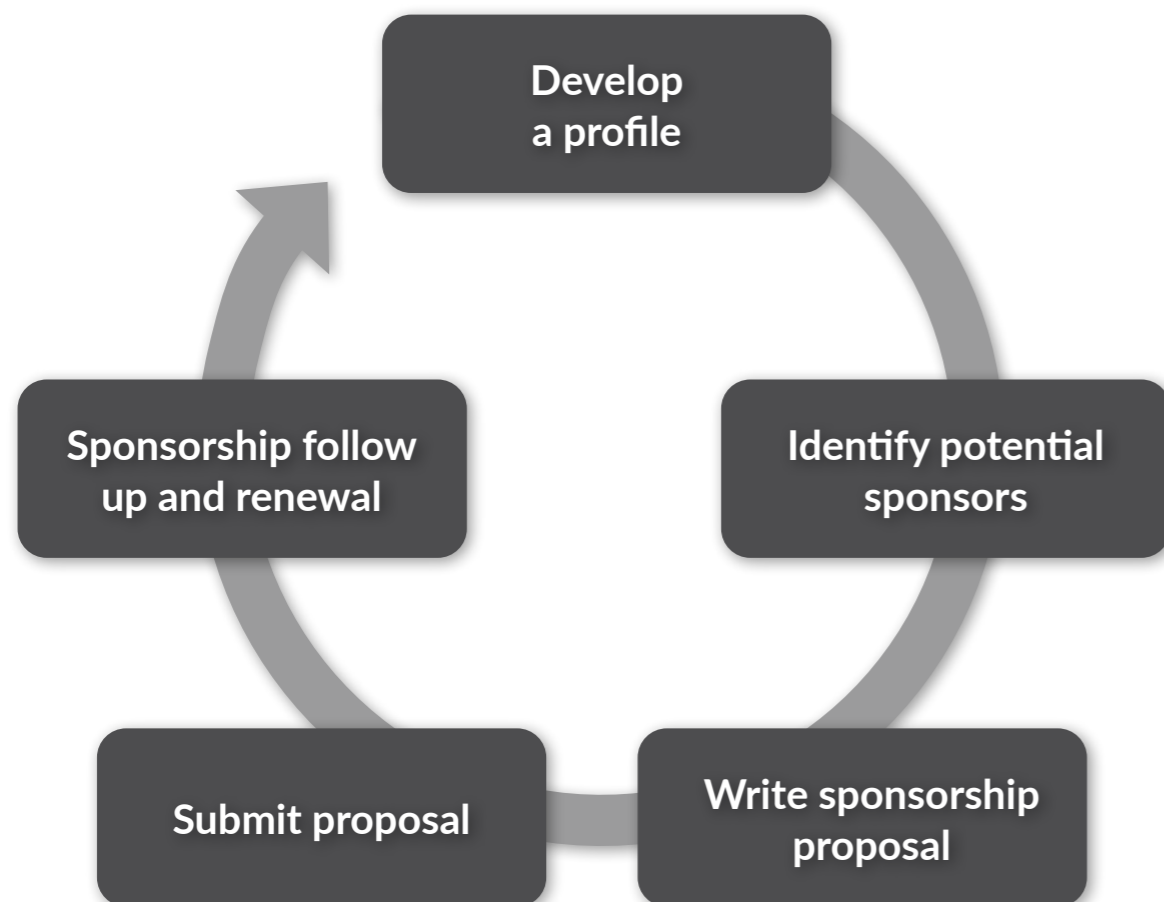 Develop
a profile
Identify potential
sponsors
Write sponsorship
proposal
Submit proposal
Sponsorship follow
up and renewal